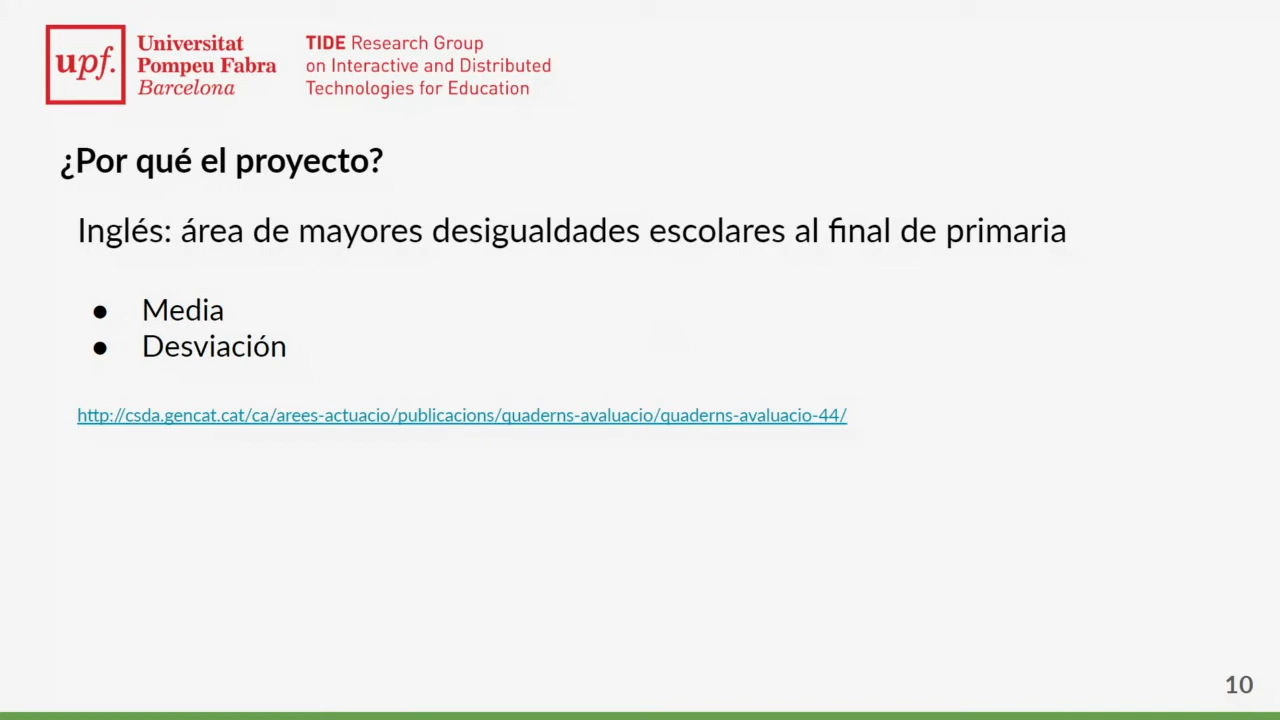 upf.
Universitat
Pompeu Fabra
Barcelona
TIDE Research Group
on Interactive and Distributed
Technologies for Education
¿Por qué el proyecto?
Inglés: área de mayores desigualdades escolares al final de primaria
● Media
● Desviación
http://csda.gencat.cat/ca/arees-actuacio/publicacions/quaderns-avaluacio/quaderns-avaluacio-44/
10